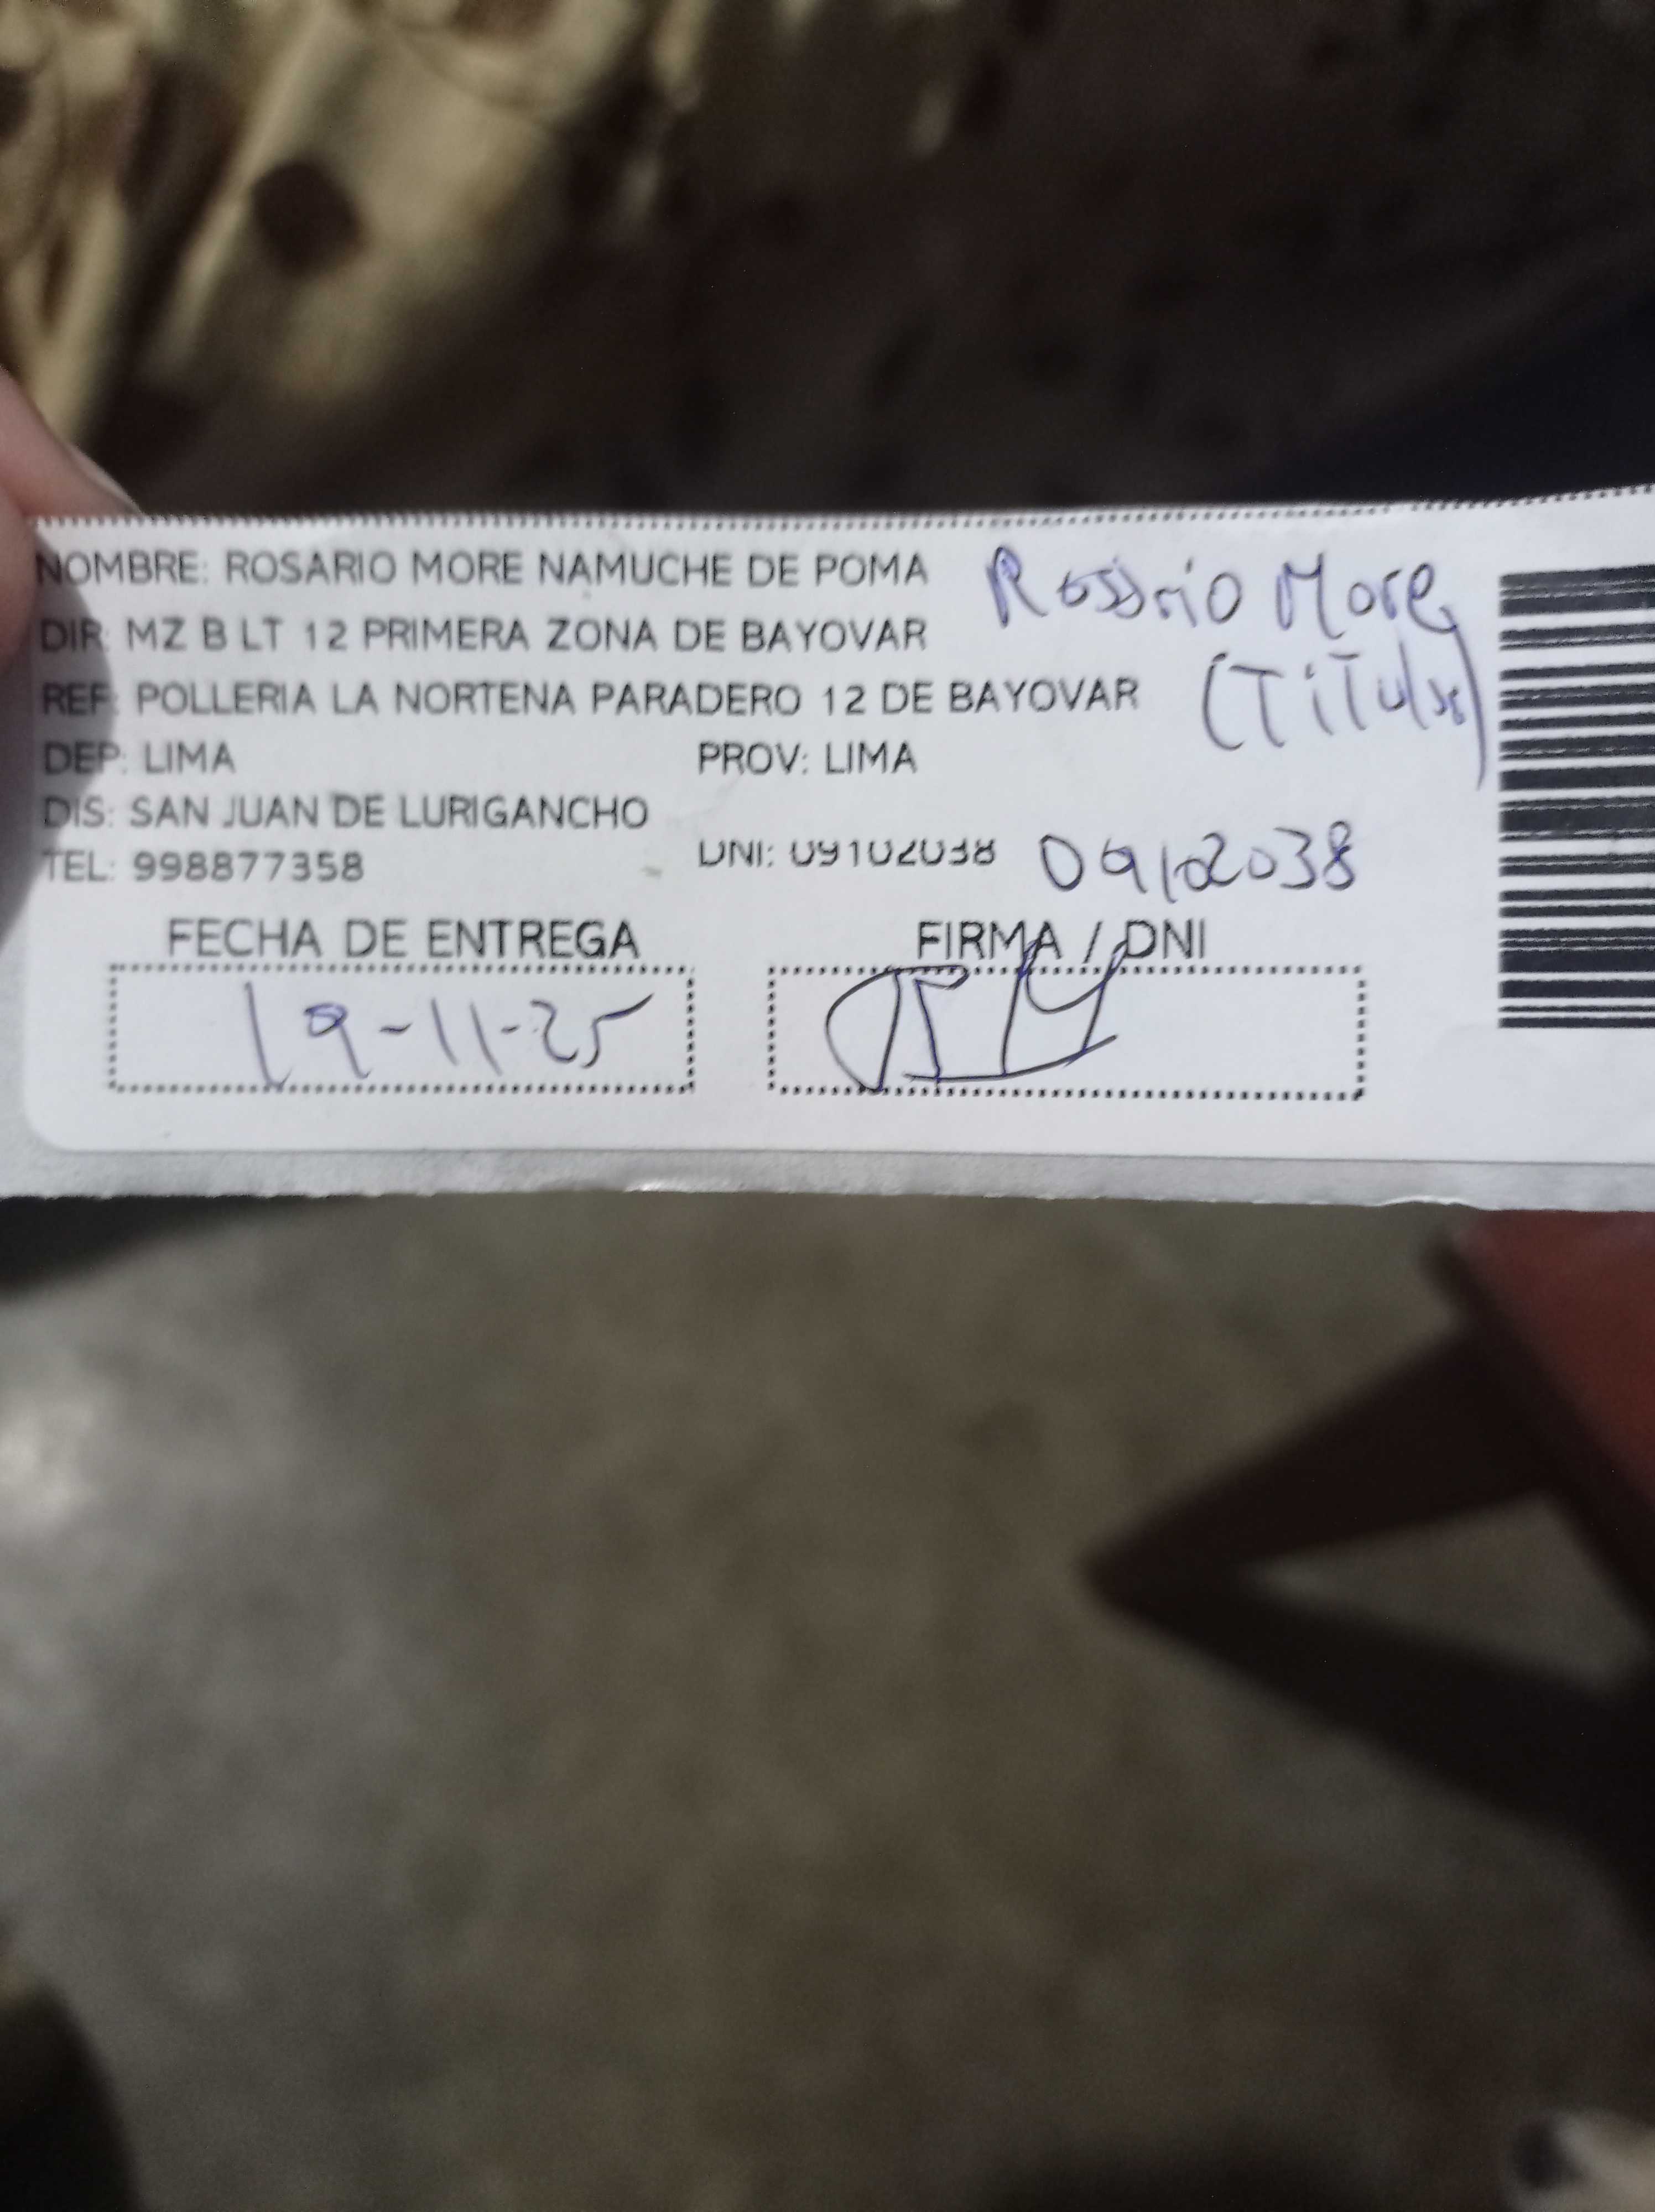 NOMBRE: ROSARIO MORE NAMUCHE DE POMA
Rosario More
DIR: MZ B LT 12 PRIMERA ZONA DE BAYOVAR
REF: POLLERIA LA NORTENA PARADERO 12 DE BAYOVAR
(Titular)
DEP: LIMA PROV: LIMA
DIS: SAN JUAN DE LURIGANCHO
TEL: 998877358 DNI: 09102038 09102038
FECHA DE ENTREGA FIRMA / DNI
19-11-25